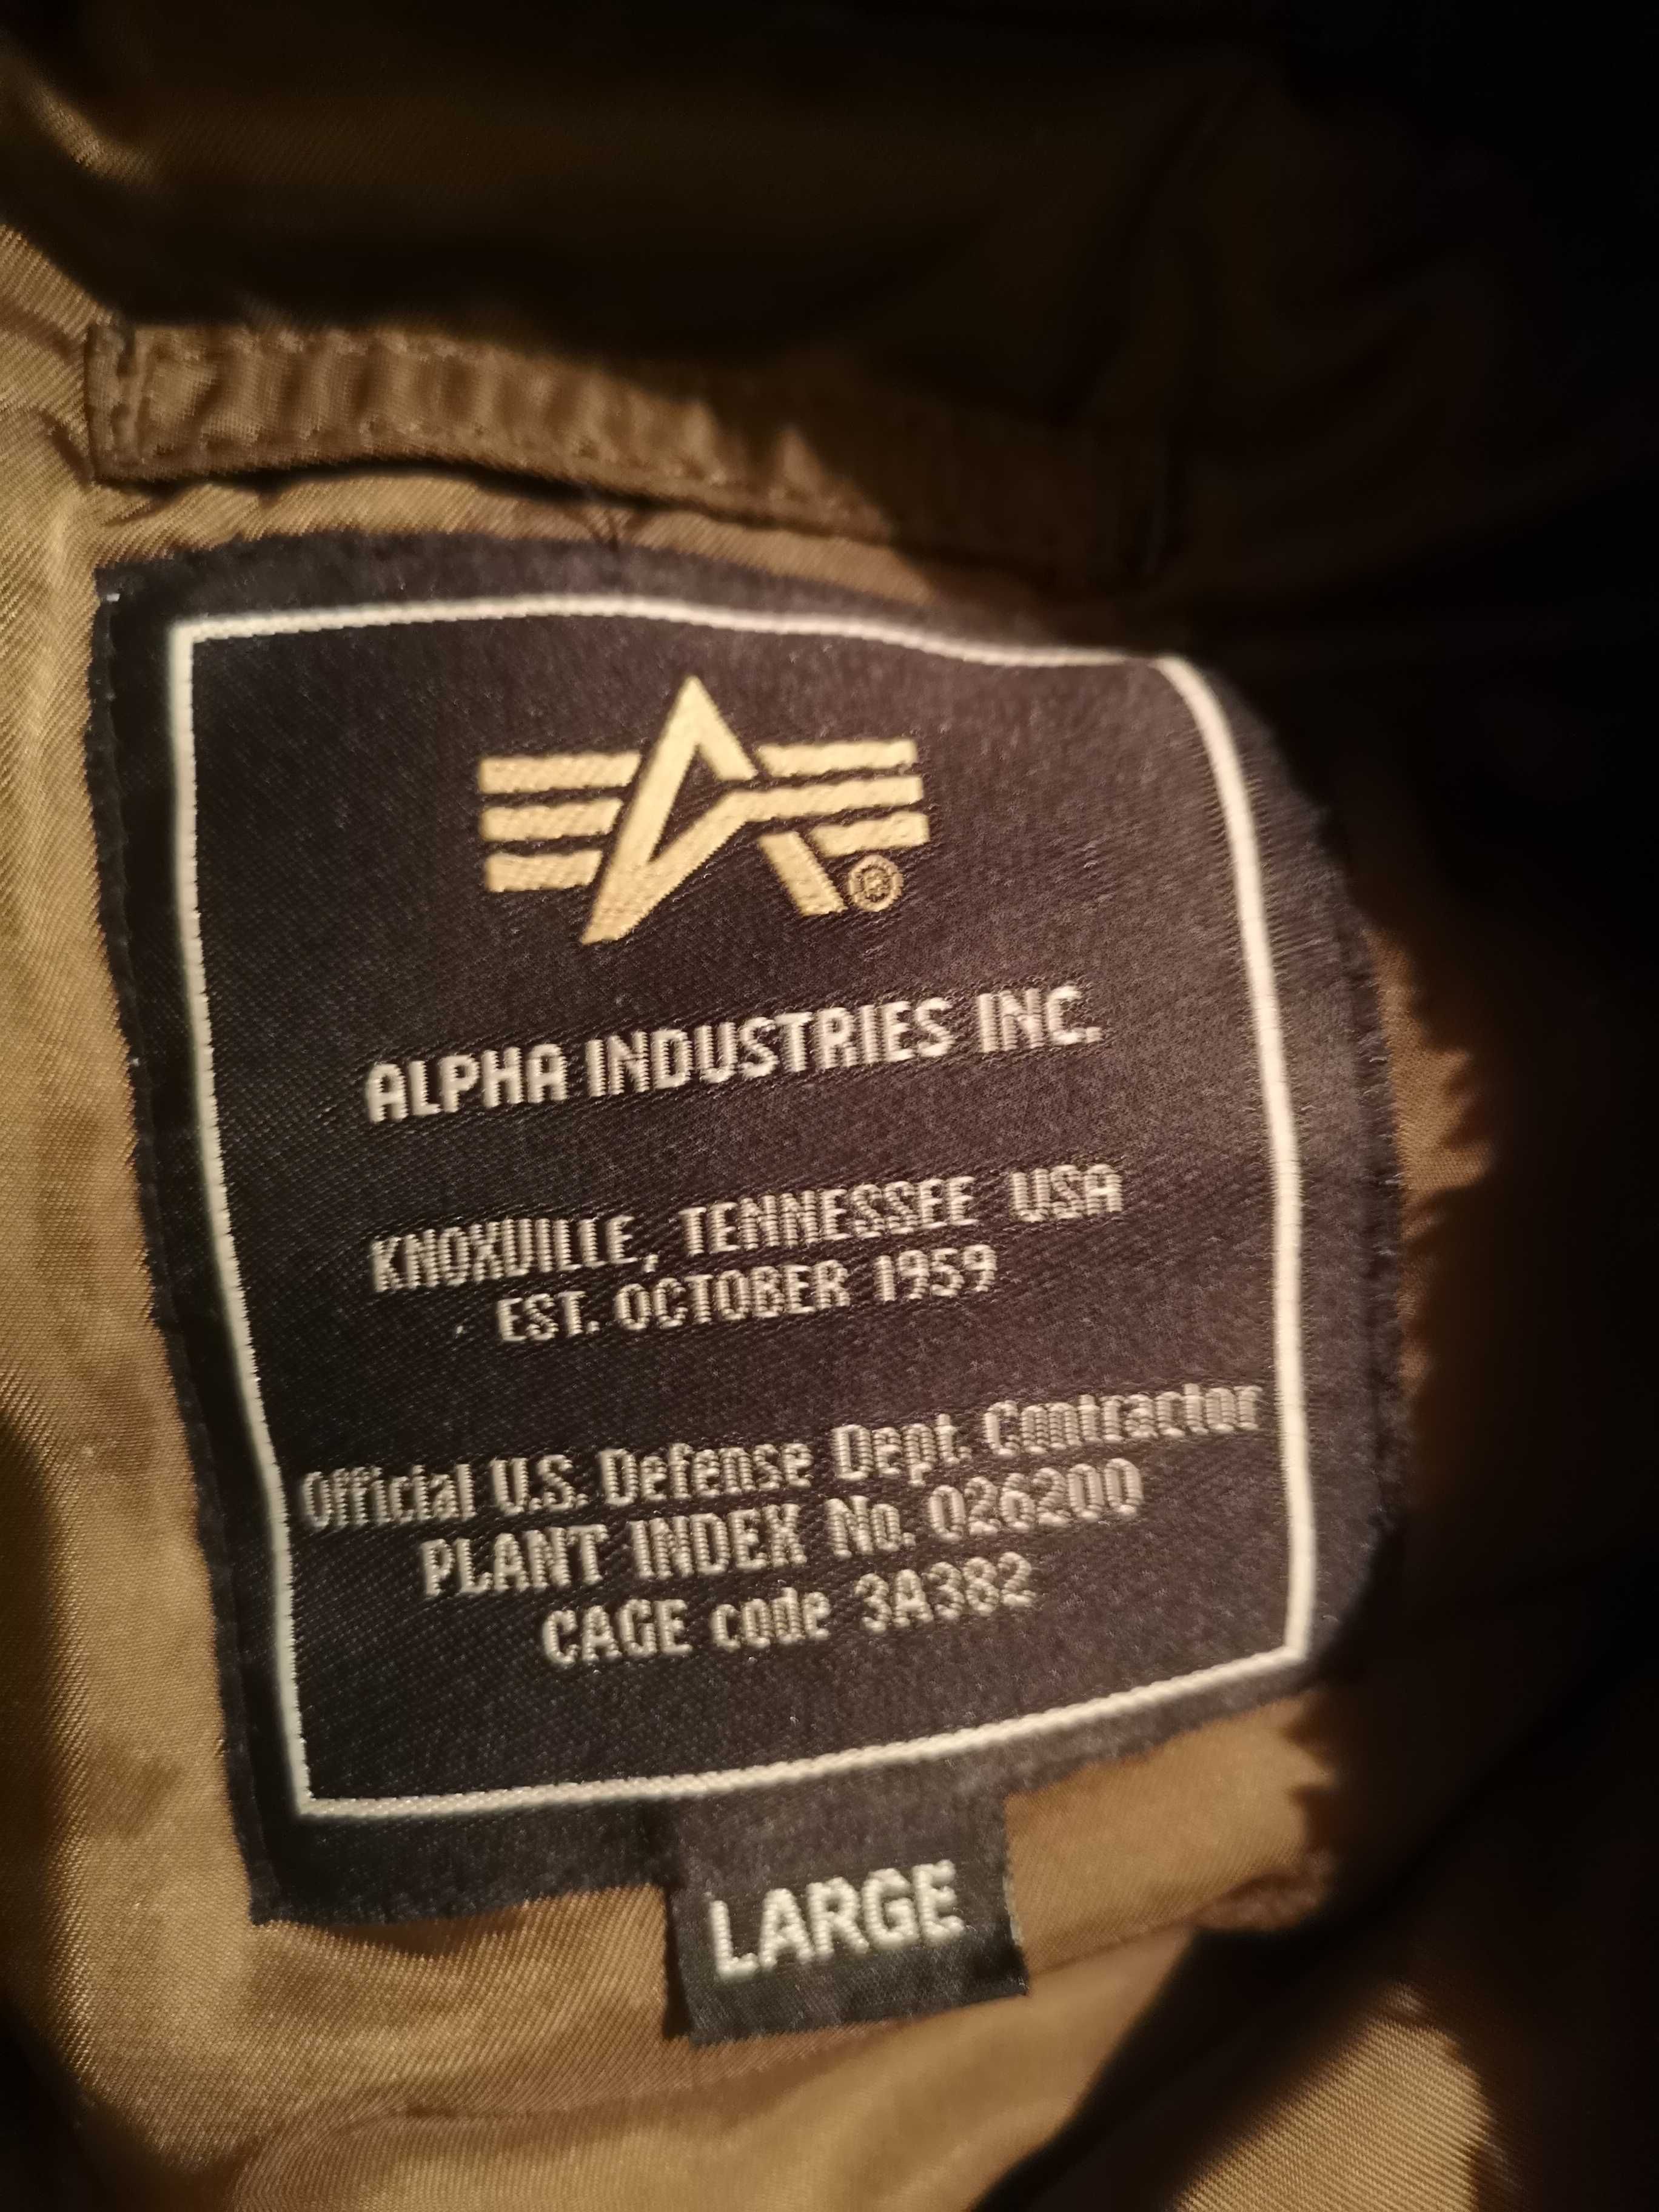 ALPHA INDUSTRIES INC.
KNOXVILLE, TENNESSEE USA
EST. OCTOBER 1959
Official U.S. Defense Dept. Contractor
PLANT INDEX No. 026200
CAGE code 3A382
LARGE